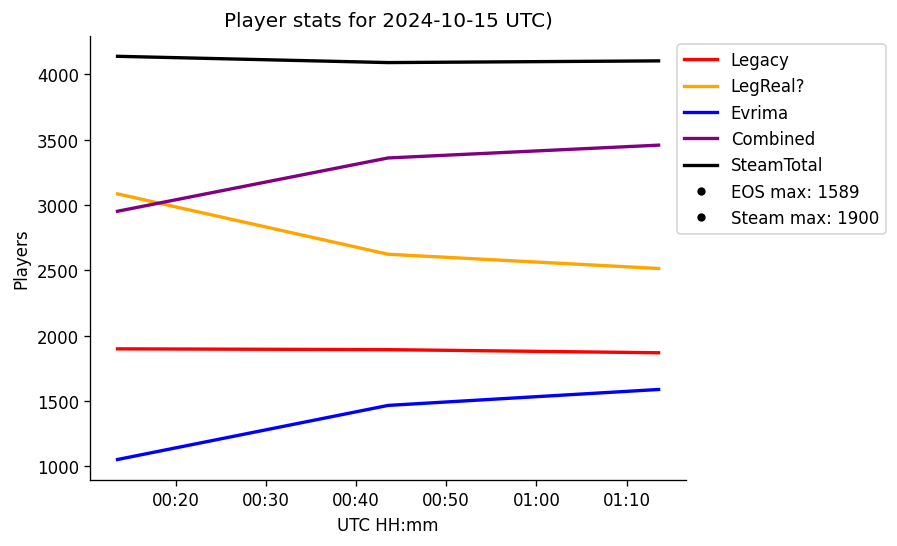 Player stats for 2024-10-15 UTC)
Legacy
LegReal?
Evrima
Combined
SteamTotal
EOS max: 1589
Steam max: 1900
4000
3500
3000
2500
2000
1500
1000
Players
00:20
00:30
00:40
00:50
01:00
01:10
UTC HH:mm